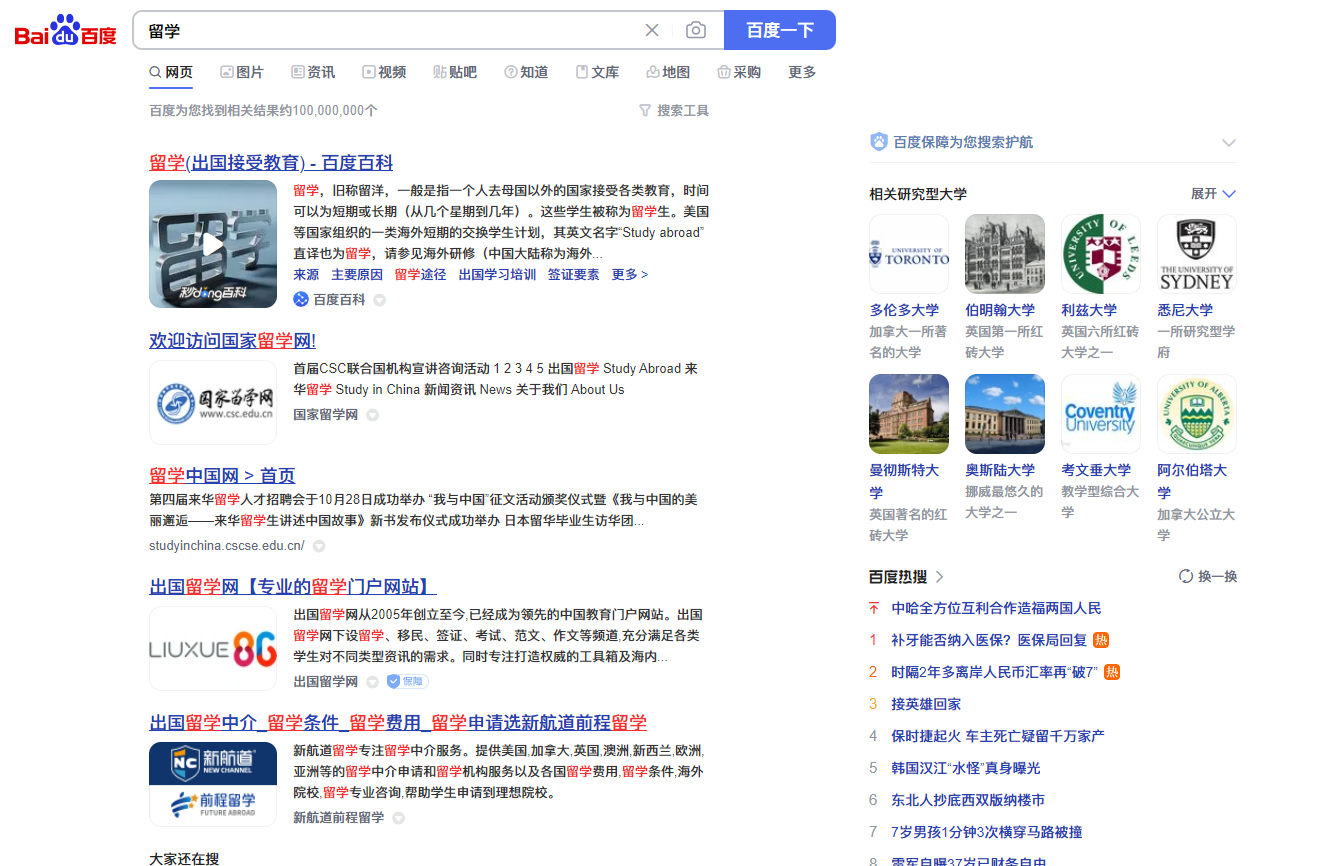 Bai du 百度
留学
百度一下
网页 图片 资讯 视频 贴吧 知道 文库 地图 采购 更多
百度为您找到相关结果约100,000,000个
搜索工具
留学(出国接受教育) - 百度百科
留学
秒dong百科
留学，旧称留洋，一般是指一个人去母国以外的国家接受各类教育，时间
可以为短期或长期（从几个星期到几年）。这些学生被称为留学生。美国
等国家组织的一类海外短期的交换学生计划，其英文名字“Study abroad”
直译也为留学，请参见海外研修（中国大陆称为海外...
来源 主要原因 留学途径 出国学习培训 签证要素 更多 >
百度百科
欢迎访问国家留学网!
国家留学网
www.csc.edu.cn
首届CSC联合国机构宣讲咨询活动 1 2 3 4 5 出国留学 Study Abroad 来
华留学 Study in China 新闻资讯 News 关于我们 About Us
国家留学网
留学中国网 > 首页
第四届来华留学人才招聘会于10月28日成功举办 “我与中国”征文活动颁奖仪式暨《我与中国的美
丽邂逅——来华留学生讲述中国故事》新书发布仪式成功举办 日本留华毕业生访华团...
studyinchina.cscse.edu.cn/
出国留学网【专业的留学门户网站】
LIUXUE 86
出国留学网从2005年创立至今,已经成为领先的中国教育门户网站。出国
留学网下设留学、移民、签证、考试、范文、作文等频道,充分满足各类
学生对不同类型资讯的需求。同时专注打造权威的工具箱及海内...
出国留学网 保障
出国留学中介_留学条件_留学费用_留学申请选新航道前程留学
NC 新航道
NEW CHANNEL
前程留学
FUTURE ABROAD
新航道留学专注留学中介服务。提供美国,加拿大,英国,澳洲,新西兰,欧洲,
亚洲等的留学中介申请和留学机构服务以及各国留学费用,留学条件,海外
院校,留学专业咨询,帮助学生申请到理想院校。
新航道前程留学
大家还在搜
百度保障为您搜索护航
相关研究型大学 展开
UNIVERSITY OF
TORONTO
UNIVERSITY OF LEEDS
THE UNIVERSITY OF
SYDNEY
多伦多大学 伯明翰大学 利兹大学 悉尼大学
加拿大一所著 英国第一所红 英国六所红砖 一所研究型学
名的大学 砖大学 大学之一 府
Coventry
University
UNIVERSITY OF ALBERTA
曼彻斯特大 奥斯陆大学 考文垂大学 阿尔伯塔大
学 挪威最悠久的 教学型综合大 学
英国著名的红 大学之一 学 加拿大公立大
砖大学 学
百度热搜 换一换
中哈全方位互利合作造福两国人民
1 补牙能否纳入医保？医保局回复 热
2 时隔2年多离岸人民币汇率再“破7” 热
3 接英雄回家
4 保时捷起火 车主死亡疑留千万家产
5 韩国汉江“水怪”真身曝光
6 东北人抄底西双版纳楼市
7 7岁男孩1分钟3次横穿马路被撞
8 雷军自曝37岁已财务自由